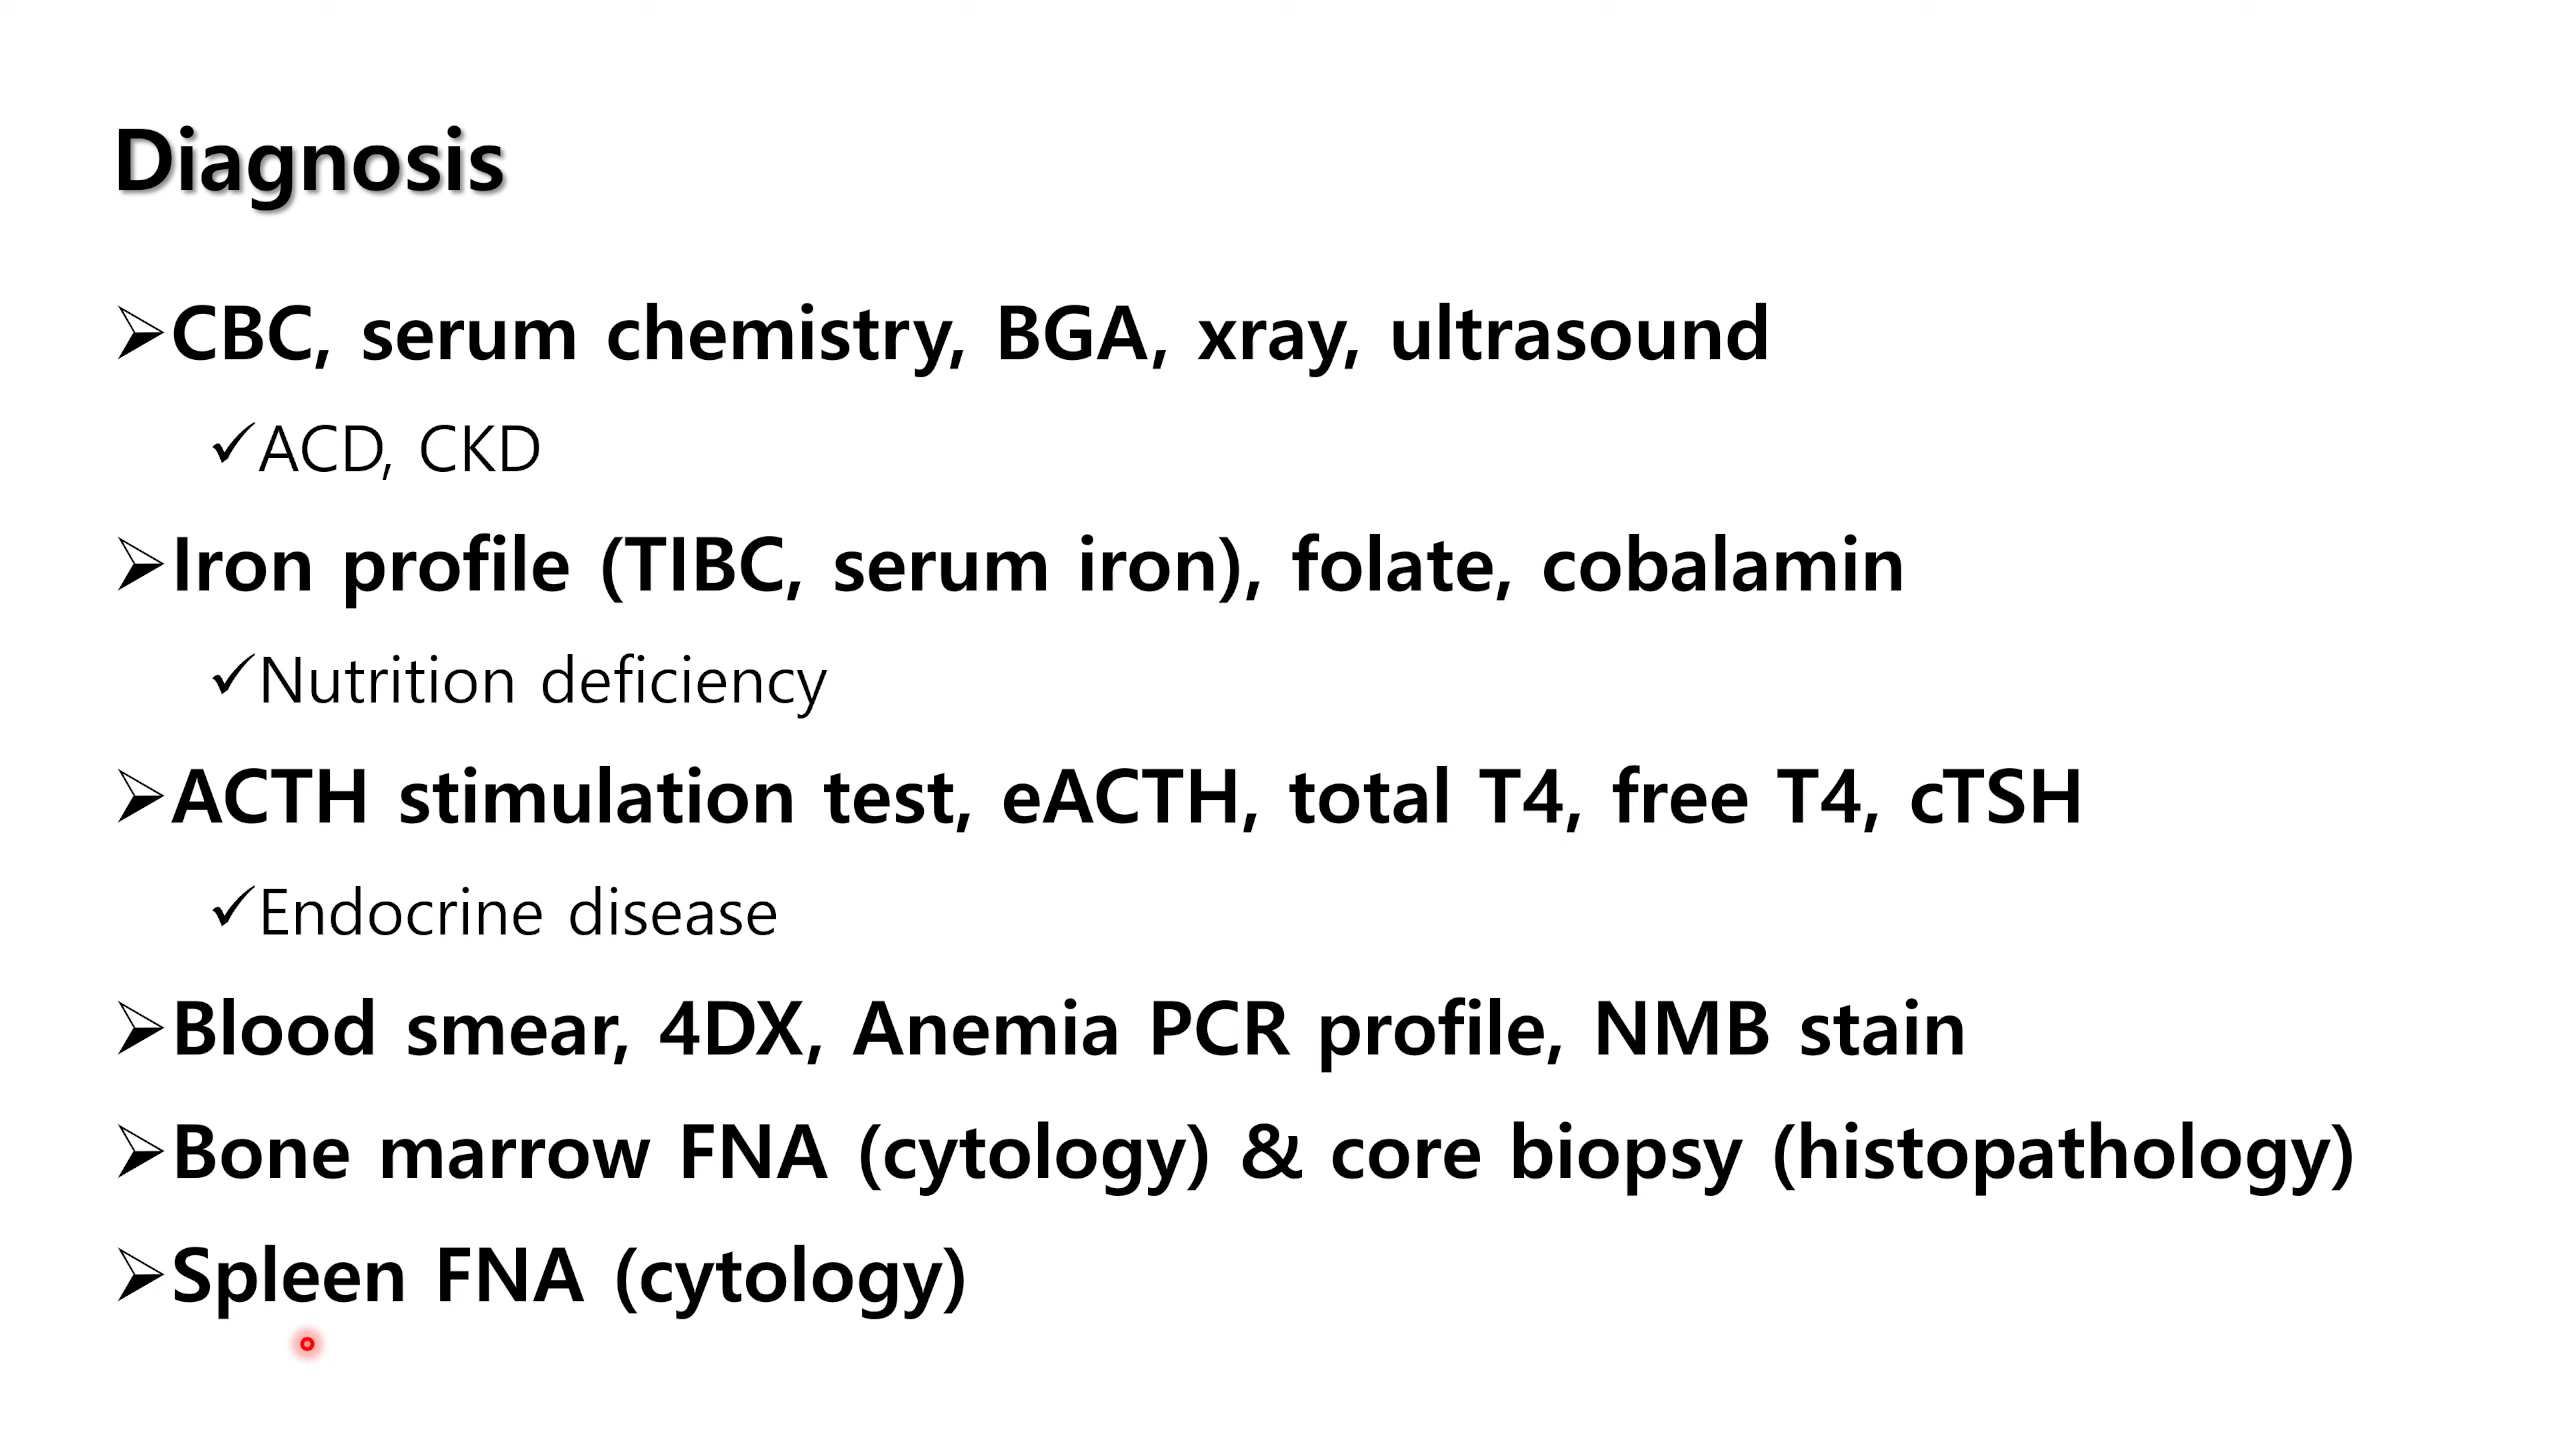 Diagnosis
➢CBC, serum chemistry, BGA, xray, ultrasound
✓ACD, CKD
➢Iron profile (TIBC, serum iron), folate, cobalamin
✓Nutrition deficiency
➢ACTH stimulation test, eACTH, total T4, free T4, cTSH
✓Endocrine disease
➢Blood smear, 4DX, Anemia PCR profile, NMB stain
➢Bone marrow FNA (cytology) & core biopsy (histopathology)
➢Spleen FNA (cytology)